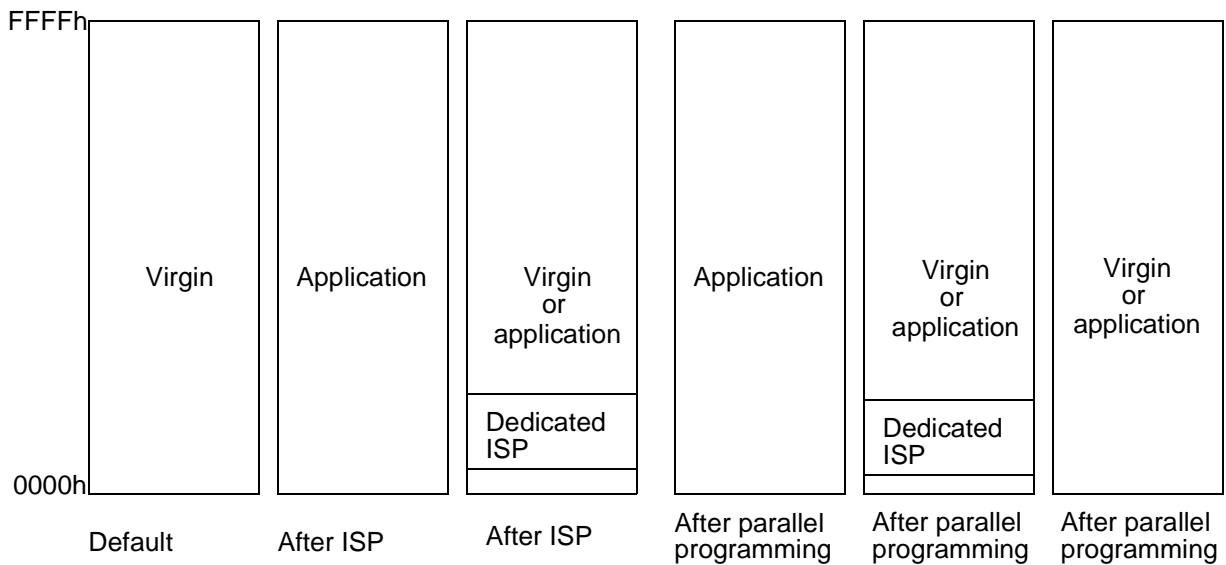 FFFFh
Virgin
Application
Virgin
or
application
Application
Virgin
or
application
Virgin
or
application
Dedicated
ISP
Dedicated
ISP
0000h
Default
After ISP
After ISP
After parallel
programming
After parallel
programming
After parallel
programming